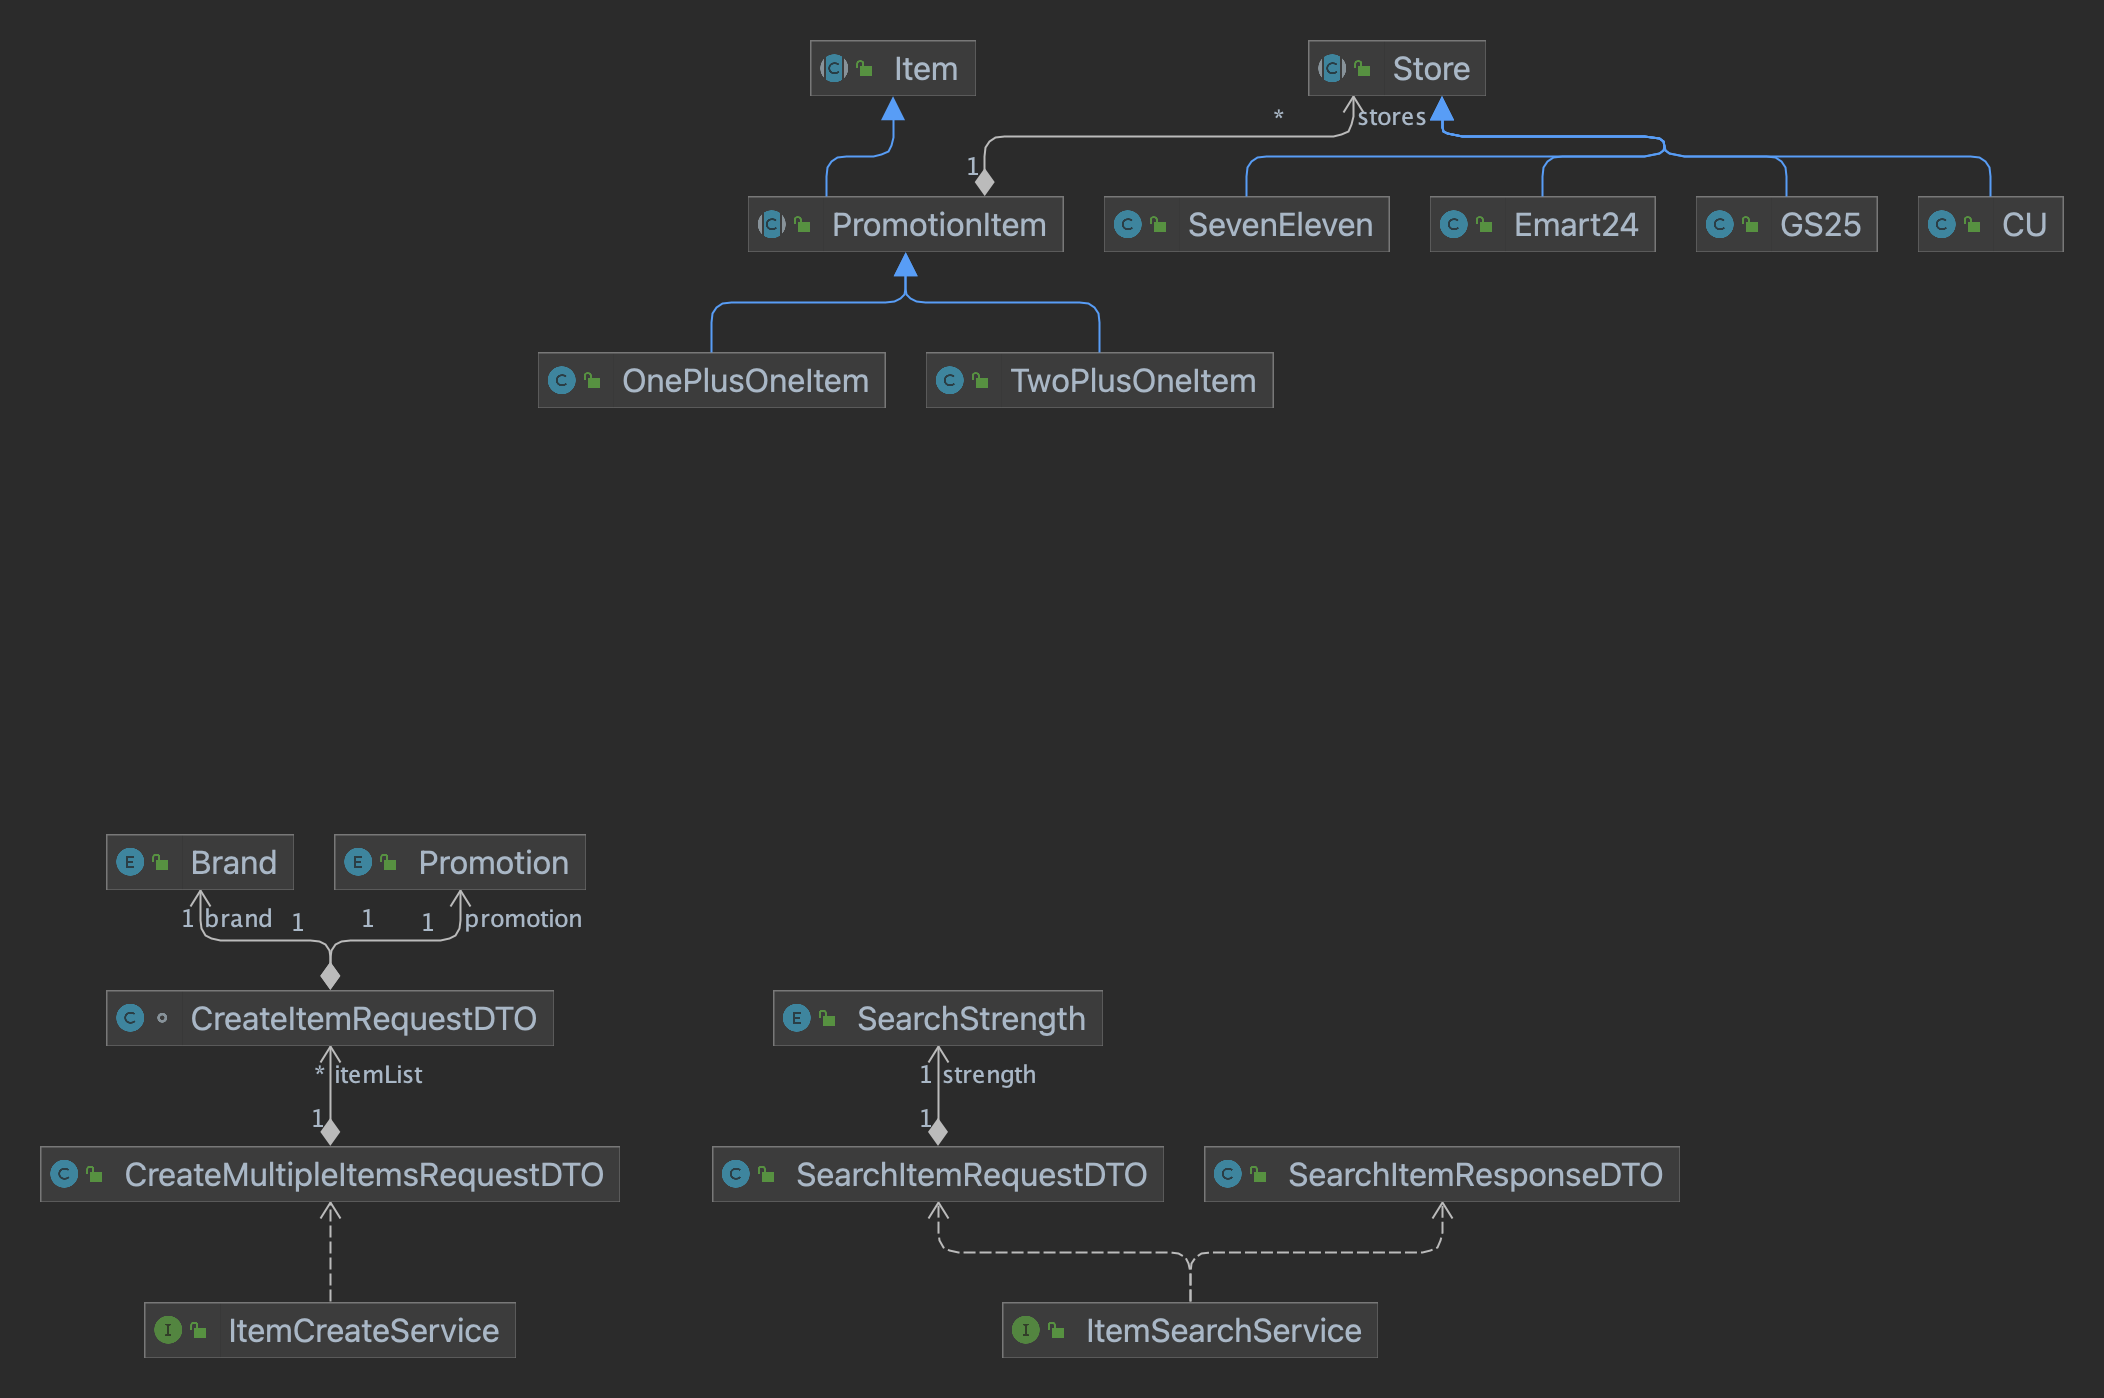 Item
Store
* stores
1
PromotionItem
SevenEleven
Emart24
GS25
CU
OnePlusOneItem
TwoPlusOneItem
Brand
Promotion
1 brand 1 1 1 promotion
CreateItemRequestDTO
SearchStrength
* itemList
1 strength
1
1
CreateMultipleItemsRequestDTO
SearchItemRequestDTO
SearchItemResponseDTO
ItemCreateService
ItemSearchService